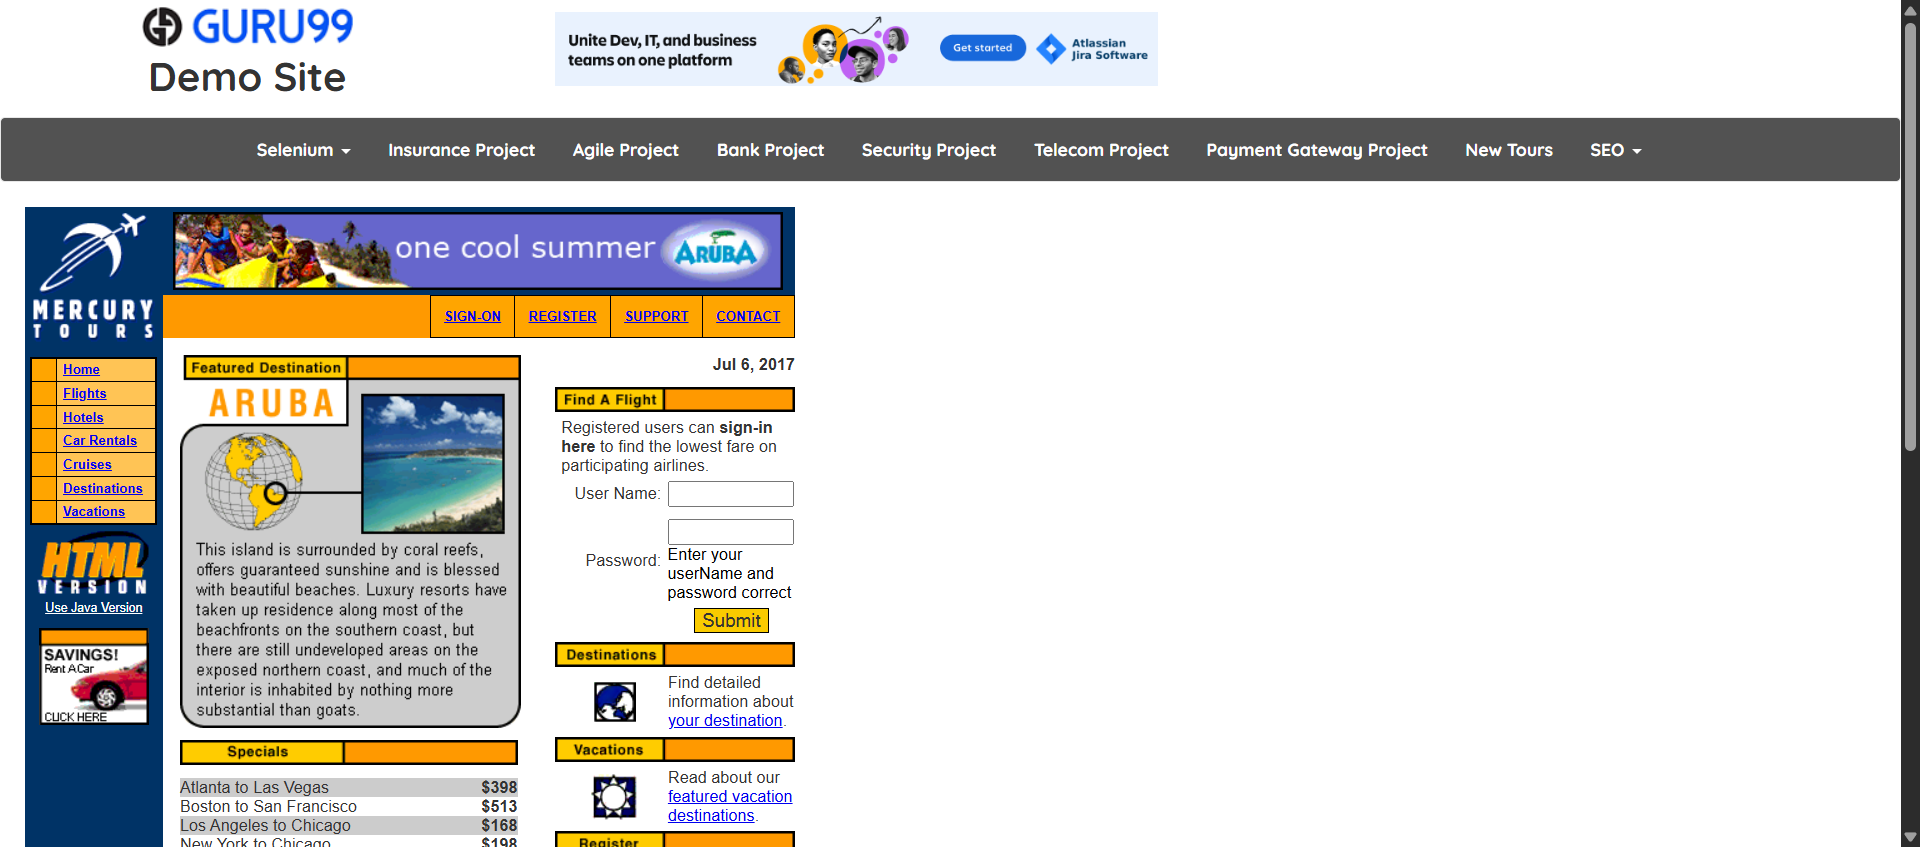 GURU99
Demo Site
Unite Dev, IT, and business
teams on one platform
Get started
Atlassian
Jira Software
Selenium
Insurance Project
Agile Project
Bank Project
Security Project
Telecom Project
Payment Gateway Project
New Tours
SEO
MERCURY
TOURS
one cool summer
ARUBA
SIGN-ON
REGISTER
SUPPORT
CONTACT
Home
Flights
Hotels
Car Rentals
Cruises
Destinations
Vacations
HTML
VERSION
Use Java Version
SAVINGS!
Rent A Car
CLICK HERE
Featured Destination
ARUBA
This island is surrounded by coral reefs,
offers guaranteed sunshine and is blessed
with beautiful beaches. Luxury resorts have
taken up residence along most of the
beachfronts on the southern coast, but
there are still undeveloped areas on the
exposed northern coast, and much of the
interior is inhabited by nothing more
substantial than goats.
Specials
Atlanta to Las Vegas $398
Boston to San Francisco $513
Los Angeles to Chicago $168
New York to Chicago $198
Jul 6, 2017
Find A Flight
Registered users can sign-in
here to find the lowest fare on
participating airlines.
User Name:
Password:
Enter your
userName and
password correct
Submit
Destinations
Find detailed
information about
your destination.
Vacations
Read about our
featured vacation
destinations.
Register